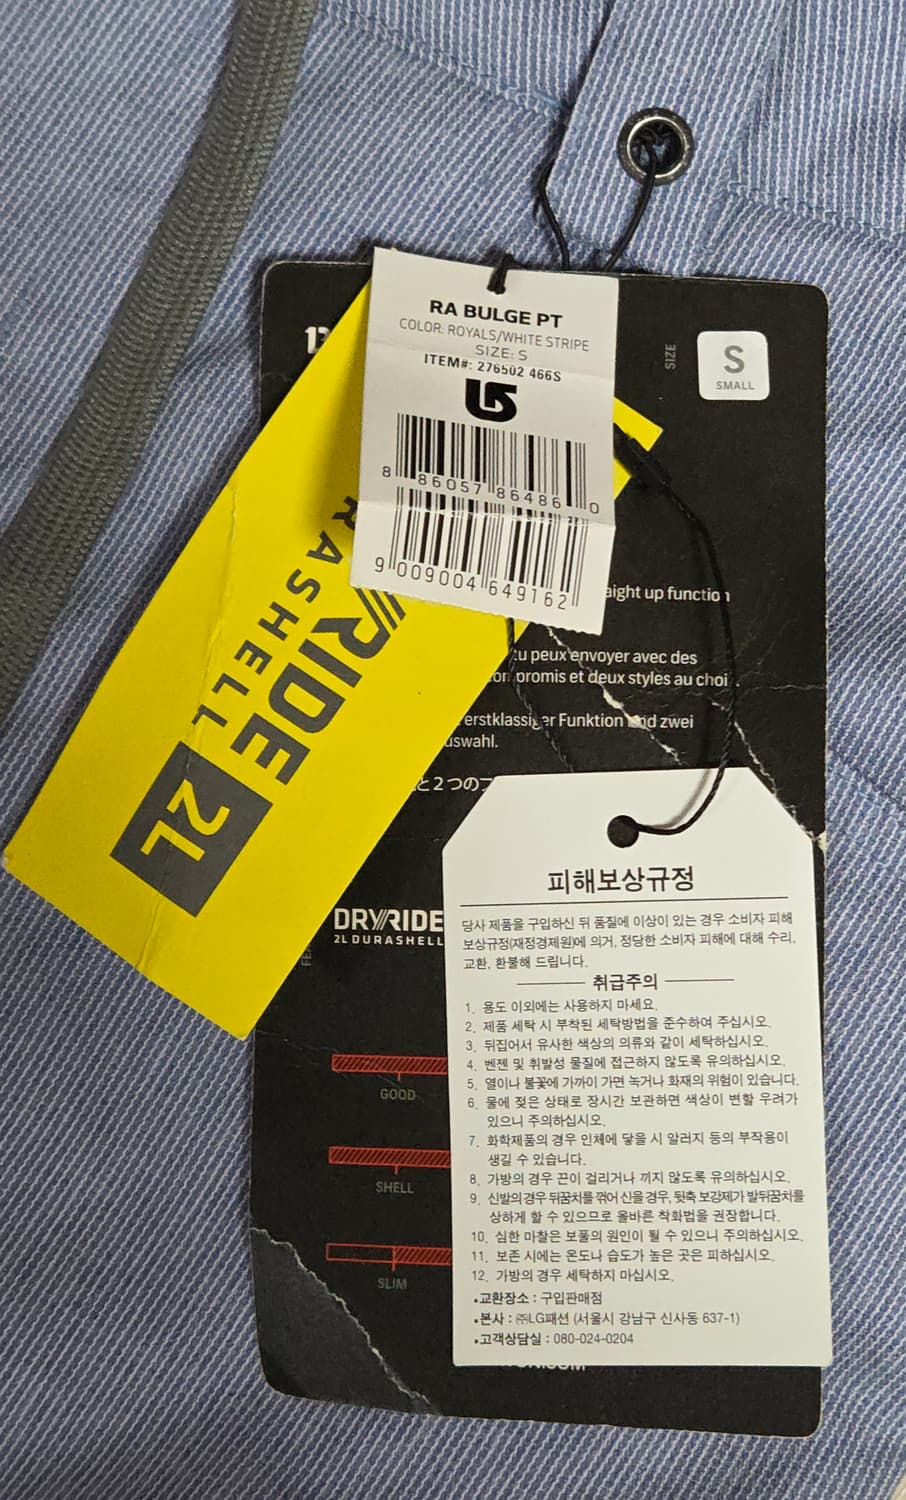 RA BULGE PT
COLOR: ROYALS/WHITE STRIPE
SIZE: S
ITEM#: 276502 466S
8 86057 86486 0
9 009004 649162
SIZE
S
SMALL
RIDE
RASHELL
2L
aight up function
tu peux envoyer avec des
promis et deux styles au choi
erstklassiger Funktion und zwei
uswahl.
と2つのフ
DRYRIDE
2L DURASHELL
GOOD
SHELL
SLIM
피해보상규정
당사 제품을 구입하신 뒤 품질에 이상이 있는 경우 소비자 피해
보상규정(재정경제원)에 의거, 정당한 소비자 피해에 대해 수리,
교환, 환불해 드립니다.
취급주의
1. 용도 이외에는 사용하지 마세요.
2. 제품 세탁 시 부착된 세탁방법을 준수하여 주십시오.
3. 뒤집어서 유사한 색상의 의류와 같이 세탁하십시오.
4. 벤젠 및 휘발성 물질에 접근하지 않도록 유의하십시오.
5. 열이나 불꽃에 가까이 가면 녹거나 화재의 위험이 있습니다.
6. 물에 젖은 상태로 장시간 보관하면 색상이 변할 우려가
있으니 주의하십시오.
7. 화학제품의 경우 인체에 닿을 시 알러지 등의 부작용이
생길 수 있습니다.
8. 가방의 경우 끈이 걸리거나 끼지 않도록 유의하십시오.
9. 신발의 경우 뒤꿈치를 꺾어 신을 경우, 뒷축 보강제가 발뒤꿈치를
상하게 할 수 있으므로 올바른 착화법을 권장합니다.
10. 심한 마찰은 보풀의 원인이 될 수 있으니 주의하십시오.
11. 보존 시에는 온도나 습도가 높은 곳은 피하십시오.
12. 가방의 경우 세탁하지 마십시오.
•교환장소 : 구입판매점
•본사 : ㈜LG패션 (서울시 강남구 신사동 637-1)
•고객상담실 : 080-024-0204